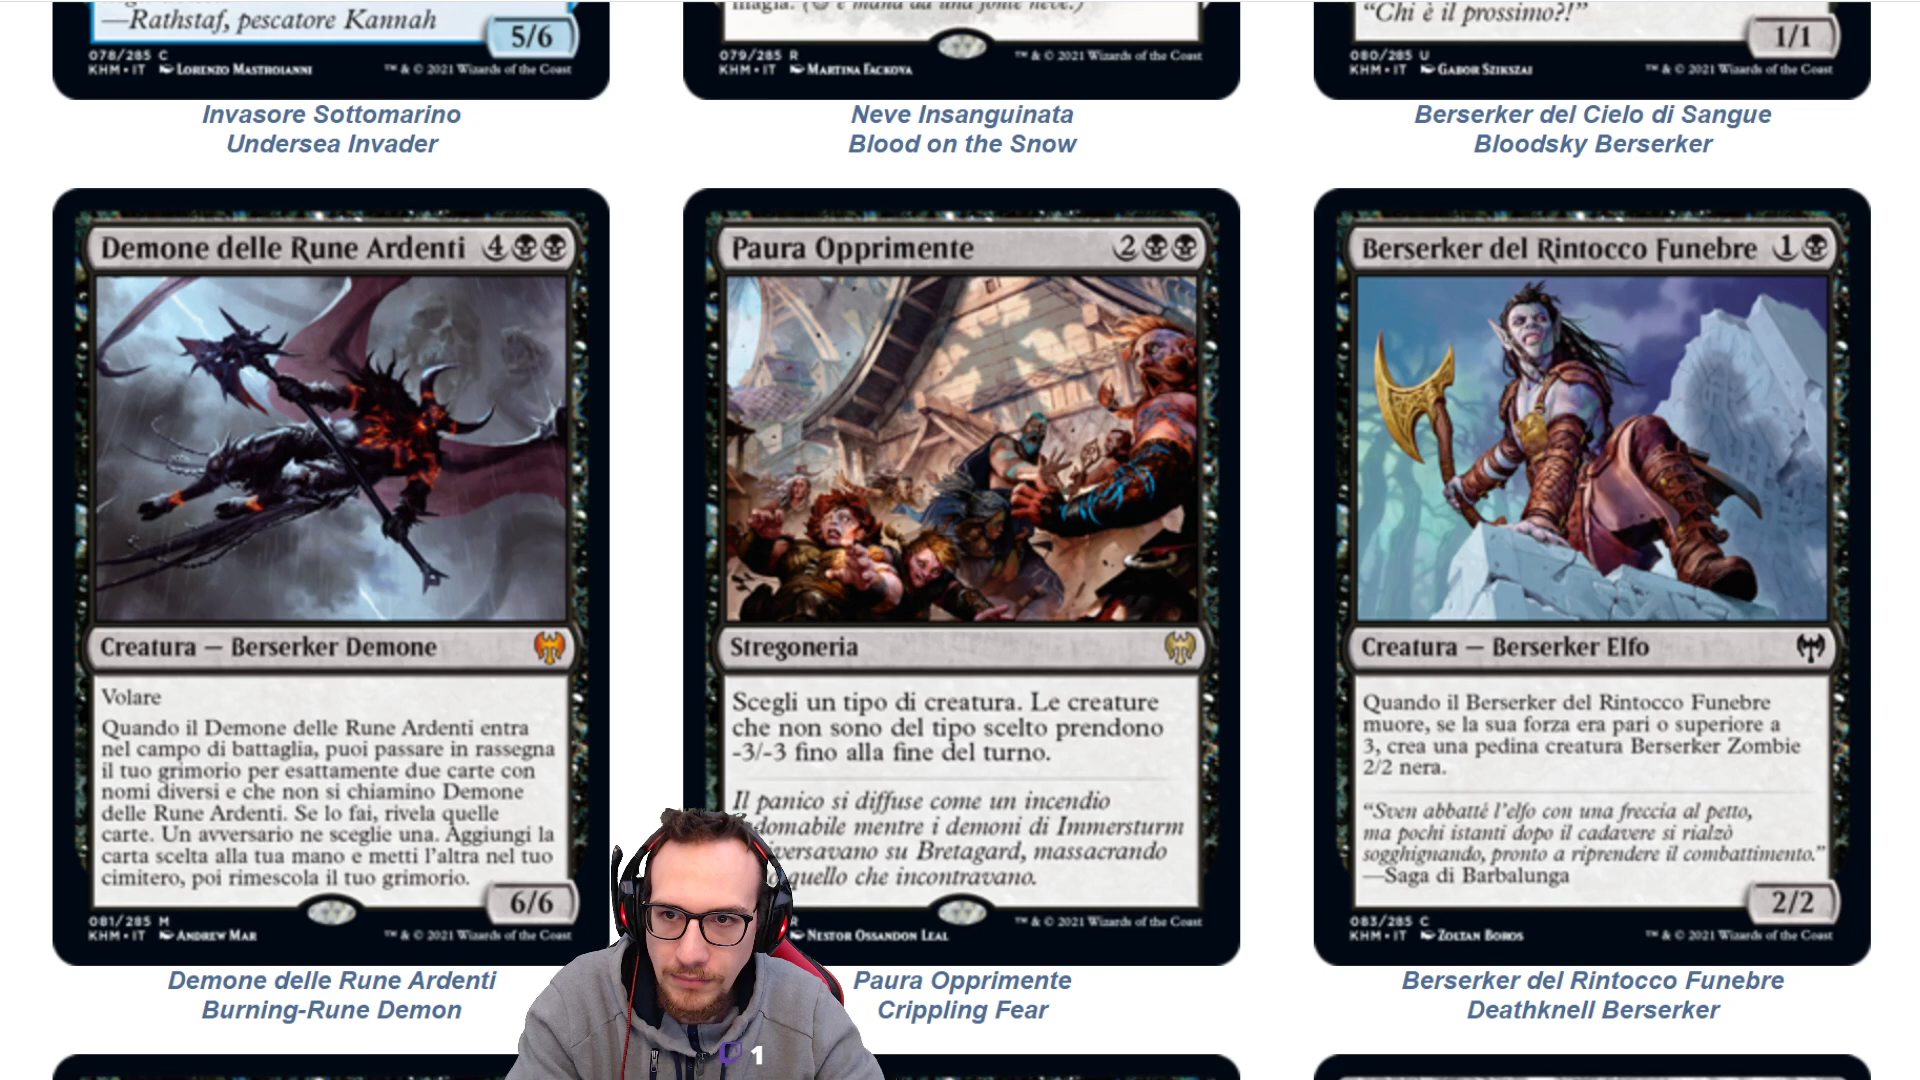 —Rathstaf, pescatore Kannah
5/6
078/285 C
KHM • IT LORENZO MASTROIANNI
™ & © 2021 Wizards of the Coast
Invasore Sottomarino
Undersea Invader
079/285 R
KHM • IT MARTINA FACKOVA
™ & © 2021 Wizards of the Coast
Neve Insanguinata
Blood on the Snow
“Chi è il prossimo?!”
1/1
080/285 U
KHM • IT GABOR SZIKSZAI
™ & © 2021 Wizards of the Coast
Berserker del Cielo di Sangue
Bloodsky Berserker
Demone delle Rune Ardenti 4
Creatura — Berserker Demone
Volare
Quando il Demone delle Rune Ardenti entra
nel campo di battaglia, puoi passare in rassegna
il tuo grimorio per esattamente due carte con
nomi diversi e che non si chiamino Demone
delle Rune Ardenti. Se lo fai, rivela quelle
carte. Un avversario ne sceglie una. Aggiungi la
carta scelta alla tua mano e metti l’altra nel tuo
cimitero, poi rimescola il tuo grimorio.
6/6
081/285 M
KHM • IT ANDREW MAR
™ & © 2021 Wizards of the Coast
Demone delle Rune Ardenti
Burning-Rune Demon
Paura Opprimente 2
Stregoneria
Scegli un tipo di creatura. Le creature
che non sono del tipo scelto prendono
-3/-3 fino alla fine del turno.
Il panico si diffuse come un incendio
mentre i demoni di Immersturm
su Bretagard, massacrando
quello che incontravano.
R
NESTOR OSSANDON LEAL
™ & © 2021 Wizards of the Coast
Paura Opprimente
Crippling Fear
Berserker del Rintocco Funebre 1
Creatura — Berserker Elfo
Quando il Berserker del Rintocco Funebre
muore, se la sua forza era pari o superiore a
3, crea una pedina creatura Berserker Zombie
2/2 nera.
“Sven abbatté l’elfo con una freccia al petto,
ma pochi istanti dopo il cadavere si rialzò
sogghignando, pronto a riprendere il combattimento.”
—Saga di Barbalunga
2/2
083/285 C
KHM • IT ZOLTAN BOROS
™ & © 2021 Wizards of the Coast
Berserker del Rintocco Funebre
Deathknell Berserker
1